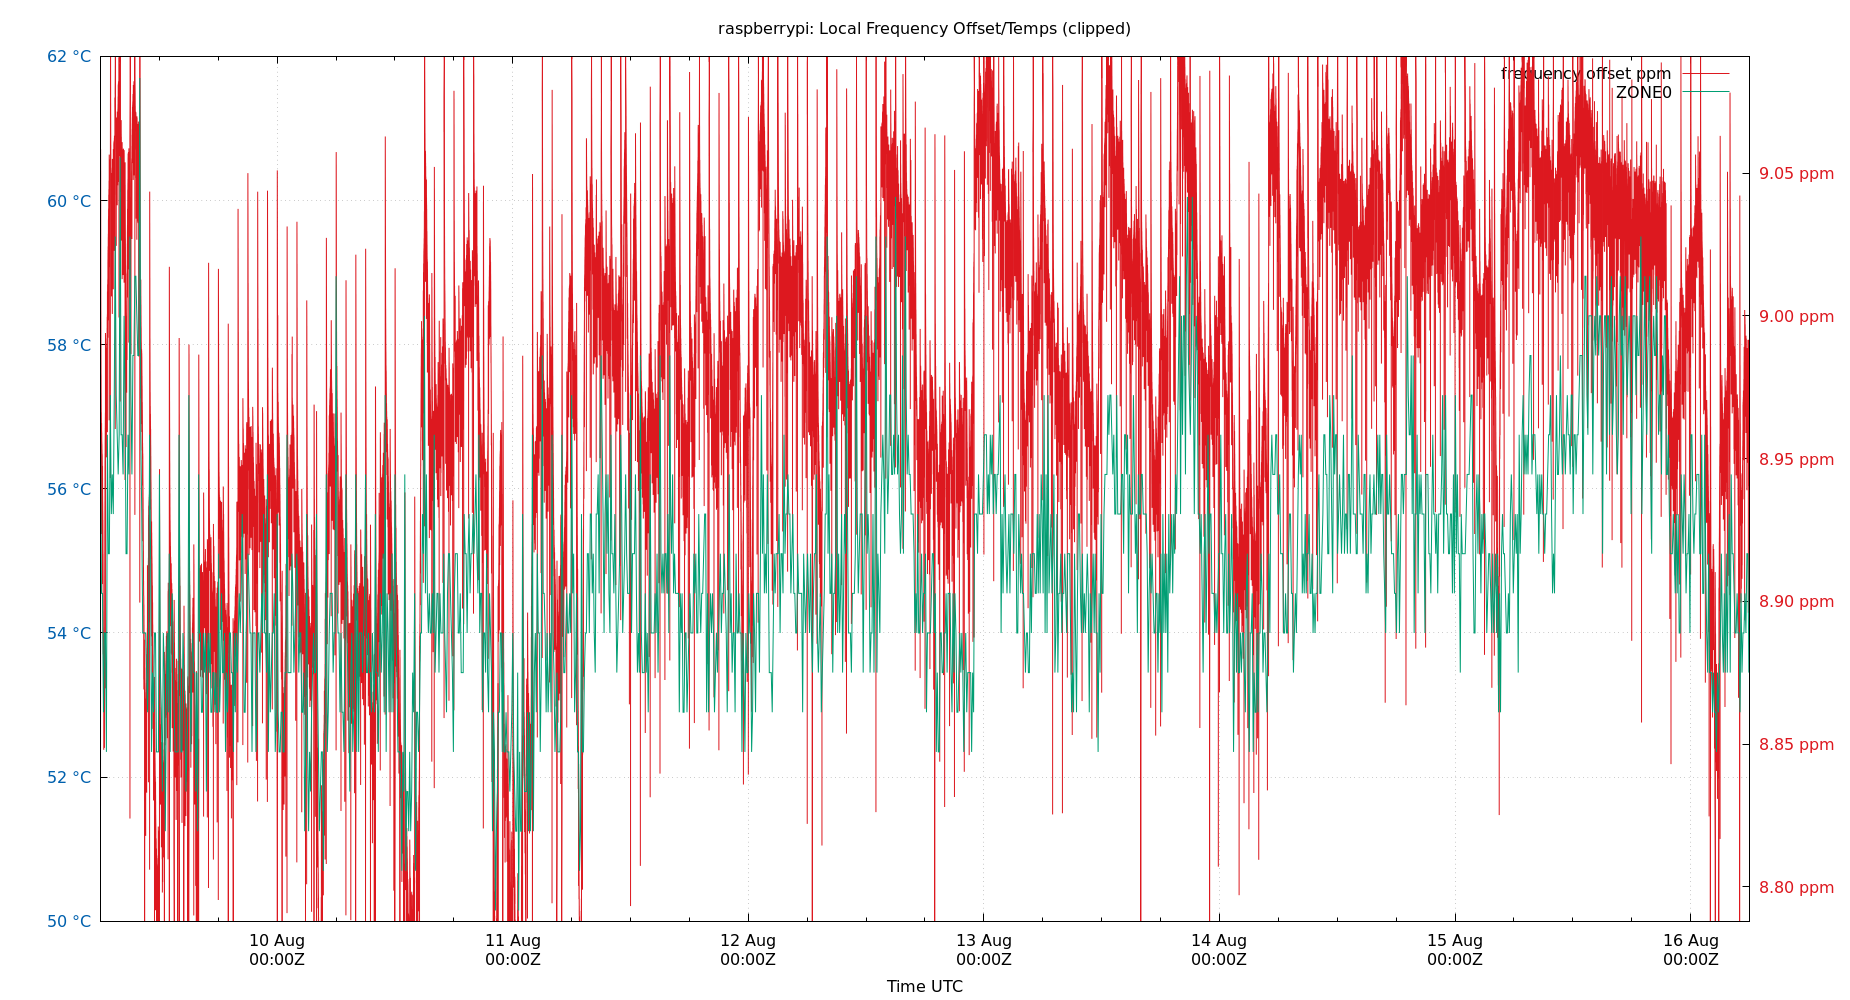 raspberrypi: Local Frequency Offset/Temps (clipped)
62 °C
60 °C
58 °C
56 °C
54 °C
52 °C
50 °C
frequency offset ppm
ZONE0
9.05 ppm
9.00 ppm
8.95 ppm
8.90 ppm
8.85 ppm
8.80 ppm
10 Aug
00:00Z
11 Aug
00:00Z
12 Aug
00:00Z
13 Aug
00:00Z
14 Aug
00:00Z
15 Aug
00:00Z
16 Aug
00:00Z
Time UTC